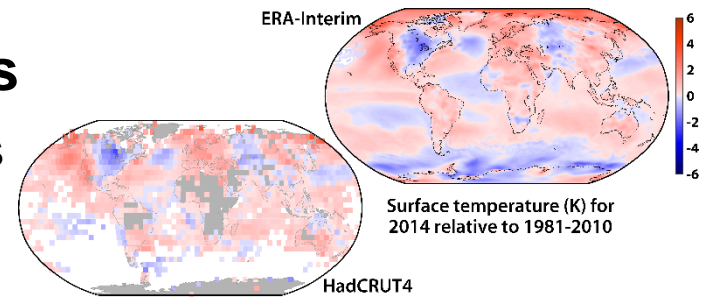 ERA-Interim
s
s
6
4
2
0
-2
-4
-6
Surface temperature (K) for
2014 relative to 1981-2010
HadCRUT4